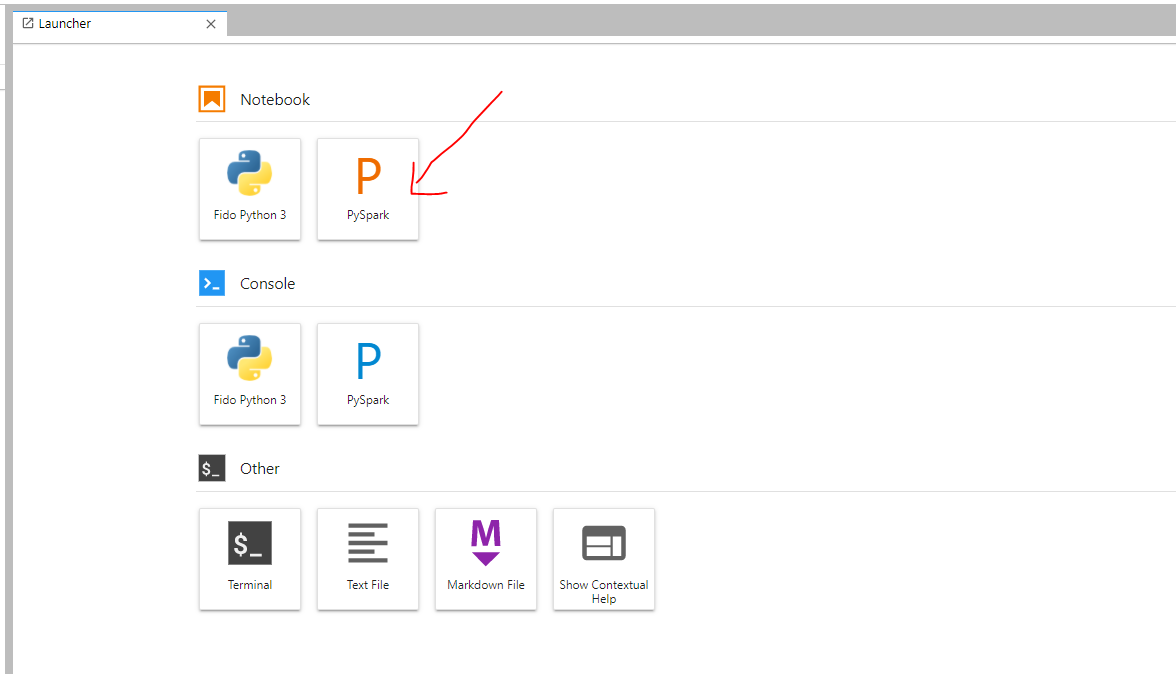 Launcher
Notebook
P
Fido Python 3
PySpark
>_
Console
P
Fido Python 3
PySpark
$_
Other
$_
M
Terminal
Text File
Markdown File
Show Contextual
Help